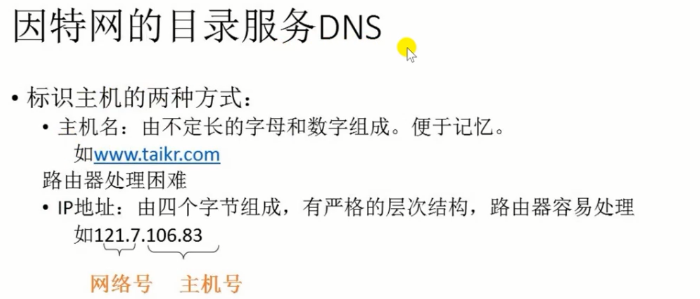 因特网的目录服务DNS
• 标识主机的两种方式：
• 主机名：由不定长的字母和数字组成。便于记忆。
如www.taikr.com
路由器处理困难
• IP地址：由四个字节组成，有严格的层次结构，路由器容易处理
如121.7.106.83
网络号 主机号